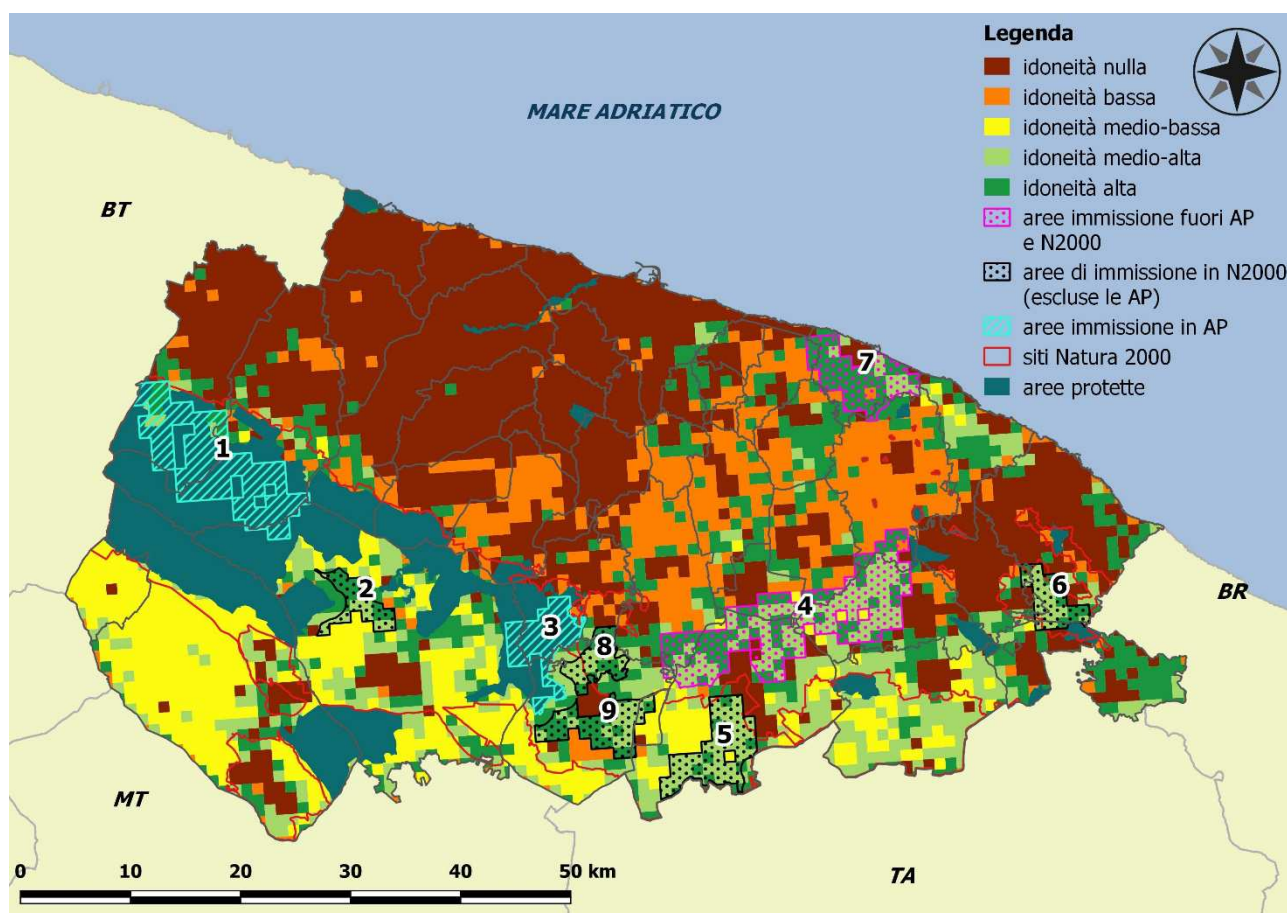 Legenda
idoneità nulla
idoneità bassa
idoneità medio-bassa
idoneità medio-alta
idoneità alta
aree immissione fuori AP
e N2000
aree di immissione in N2000
(escluse le AP)
aree immissione in AP
siti Natura 2000
aree protette
MARE ADRIATICO
BT
7
1
2
6
BR
3
4
8
9
5
MT
TA
0 10 20 30 40 50 km